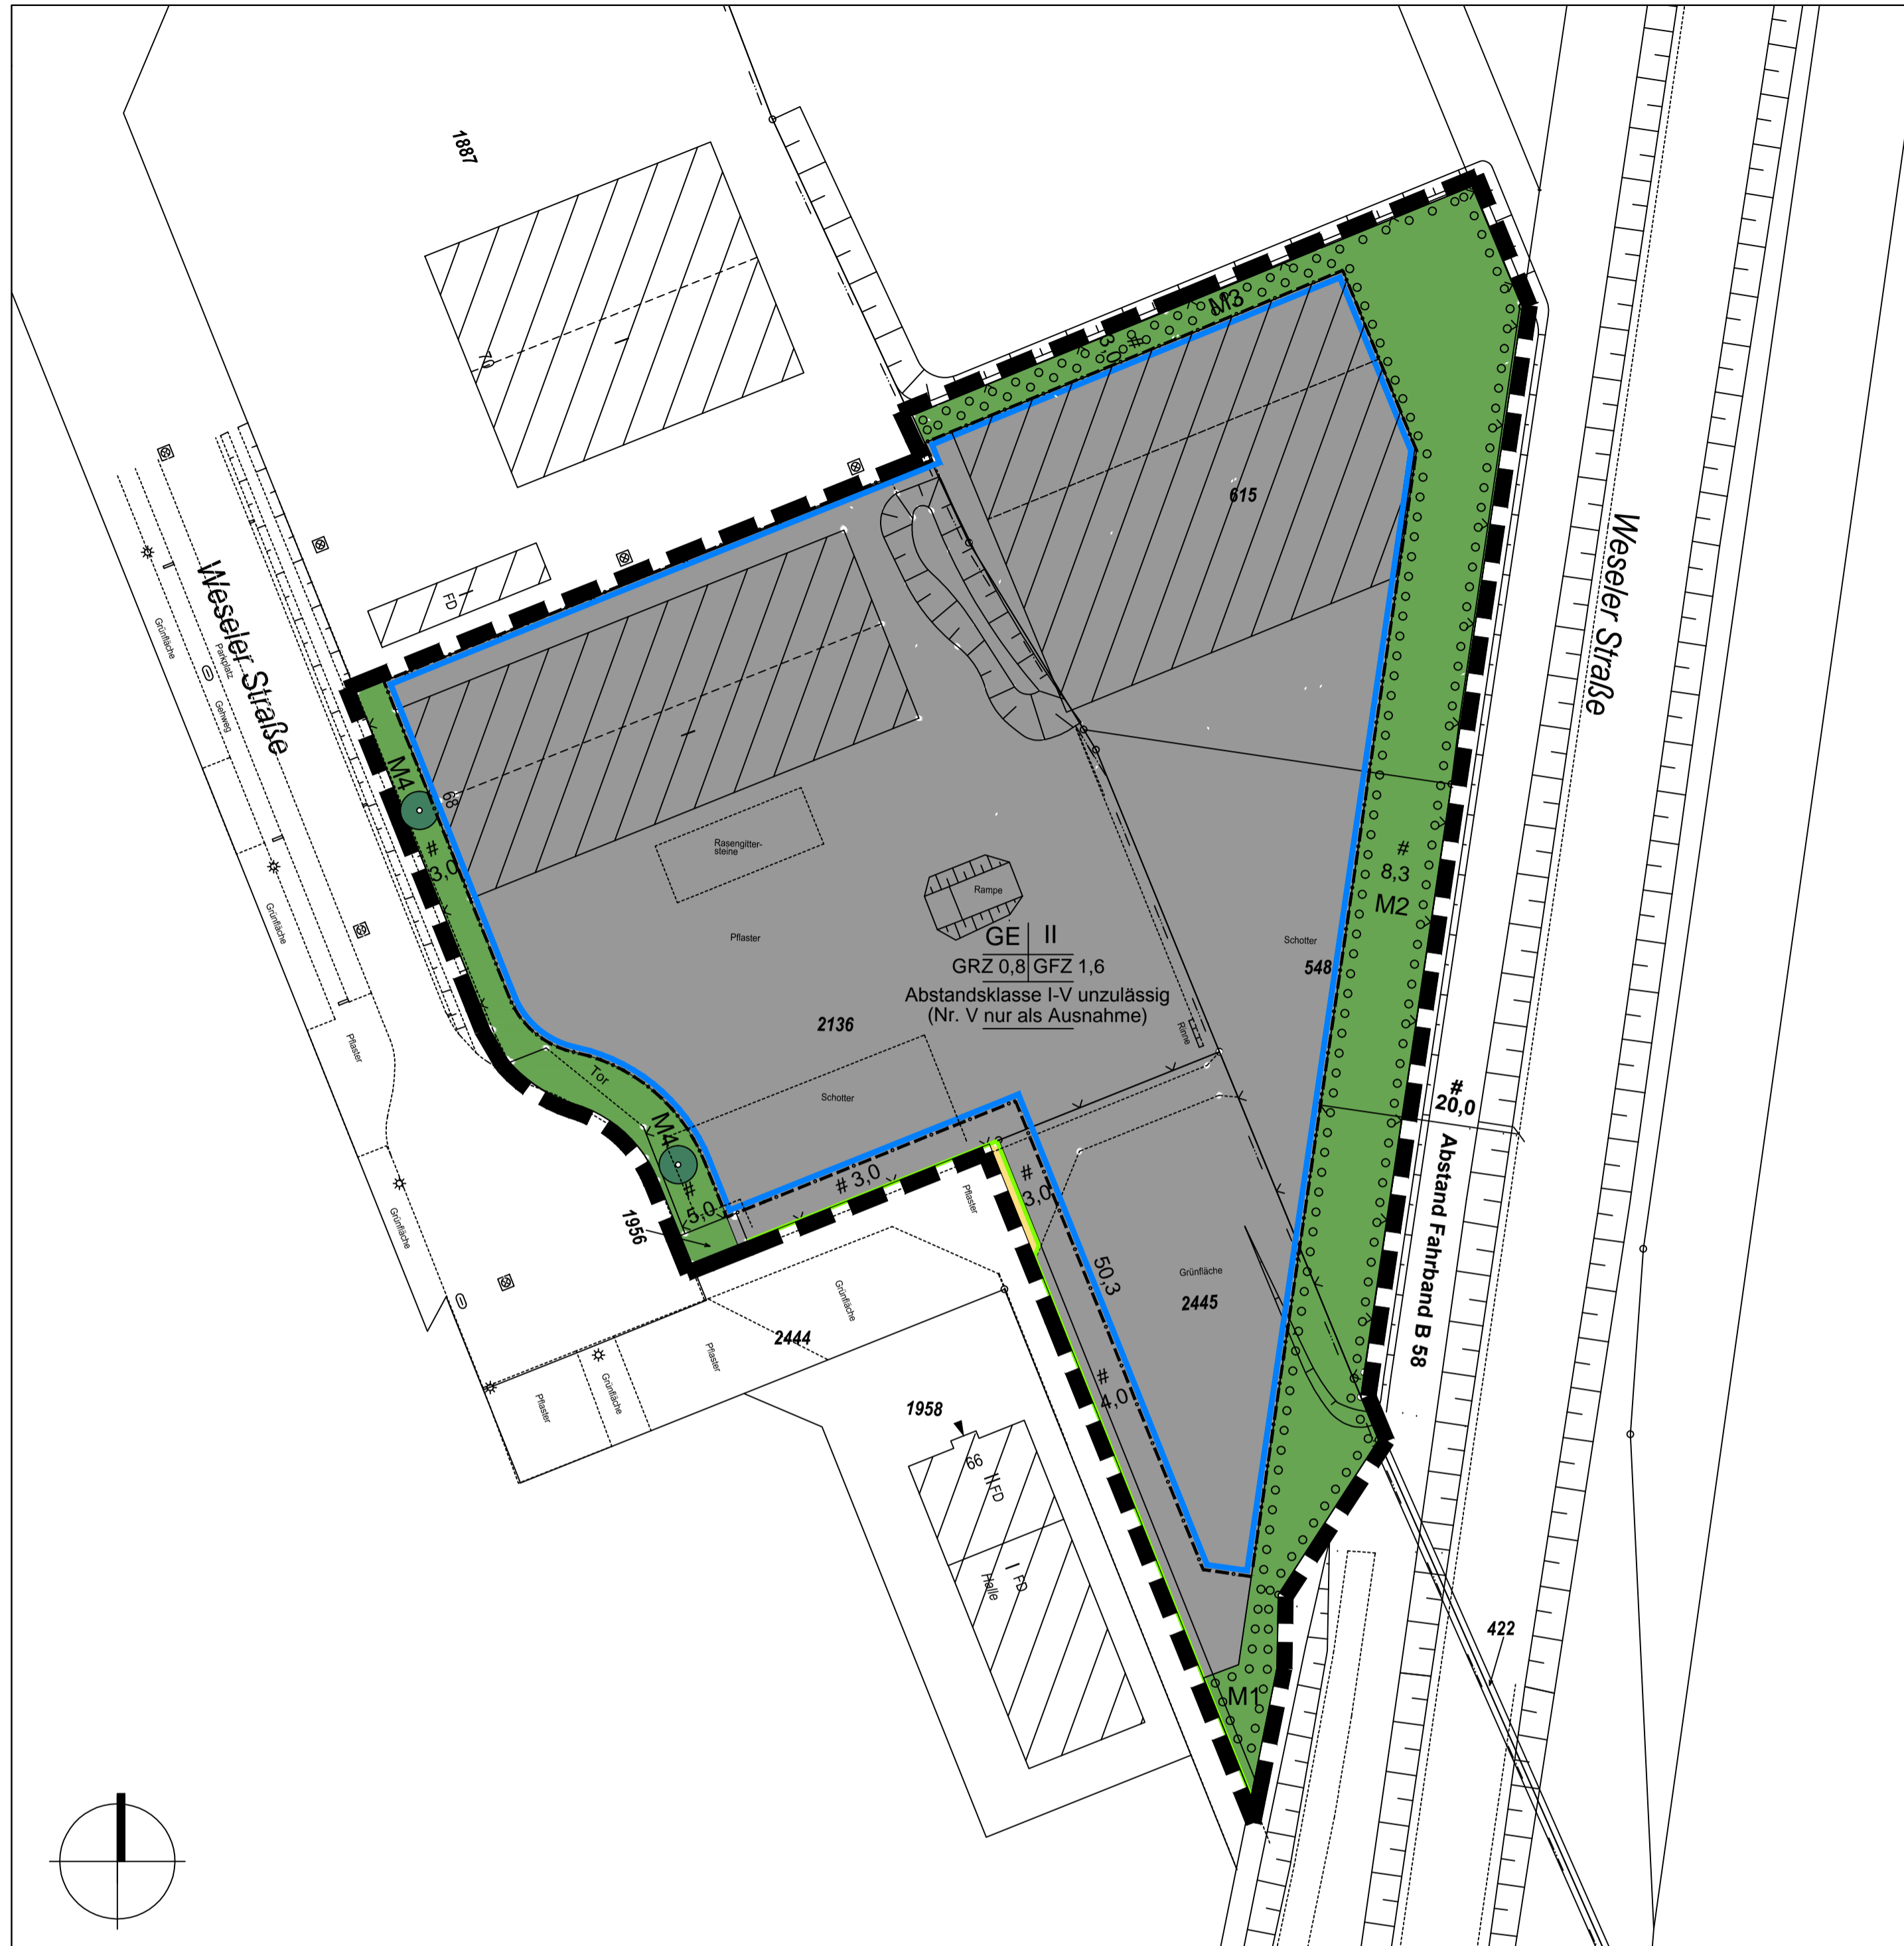 1887
70
I
M3
#
3,0
615
Weseler Straße
Weseler Straße
I
FD
Grünfläche
Parkplatz
Gehweg
M4
68
I
#
3,0
Rasengitter-
steine
Pflaster
Rampe
GE II
GRZ 0,8 GFZ 1,6
Abstandsklasse I-V unzulässig
(Nr. V nur als Ausnahme)
Schotter
548
#
8,3
M2
Grünfläche
2136
Rinne
Pflaster
Tor
Schotter
#
20,0
Abstand Fahrband B 58
M4
# 3,0
#
3,0
#
5,0
1956
Pflaster
Grünfläche
50,3
Grünfläche
2445
Grünfläche
2444
Pflaster
#
4,0
Pflaster
Grünfläche
1958
66
II
FD
I
FD
Halle
422
M1